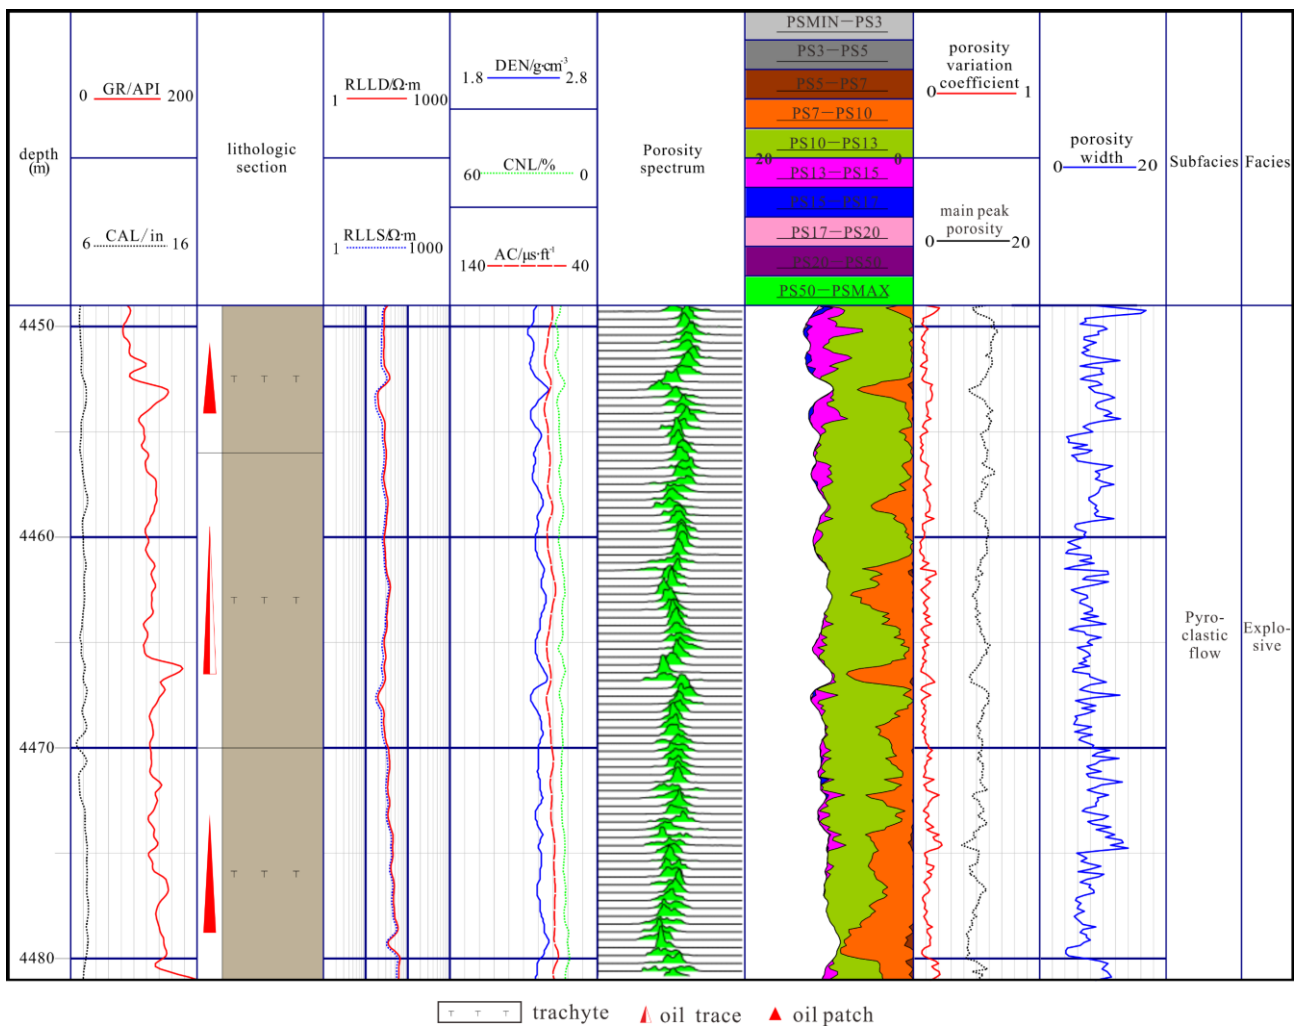 depth
(m)
0 GR/API 200
6 CAL/in 16
lithologic
section
1 RLLD/Ω·m 1000
1 RLLS/Ω·m 1000
DEN/g·cm⁻³
1.8 2.8
CNL/%
60 0
AC/μs·ft⁻¹
140 40
Porosity
spectrum
PSMIN－PS3
PS3－PS5
PS5－PS7
PS7－PS10
PS10－PS13
20 0
PS13－PS15
PS15－PS17
PS17－PS20
PS20－PS50
PS50－PSMAX
porosity
variation
coefficient
0 1
main peak
porosity
0 20
porosity
width
0 20
Subfacies
Facies
4450
4460
4470
4480
T T T
T T T
T T T
Pyro-
clastic
flow
Explo-
sive
T T T trachyte oil trace oil patch